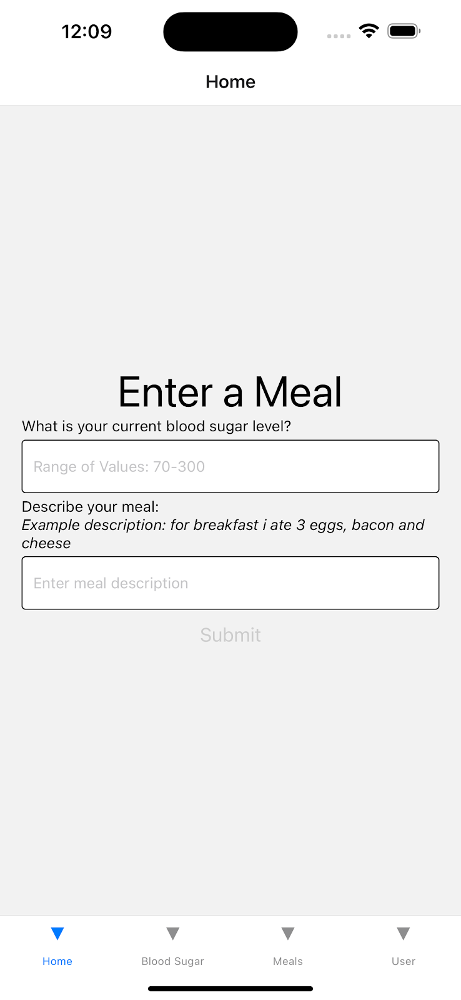 12:09
Home
Enter a Meal
What is your current blood sugar level?
Range of Values: 70-300
Describe your meal:
Example description: for breakfast i ate 3 eggs, bacon and
cheese
Enter meal description
Submit
Home
Blood Sugar
Meals
User